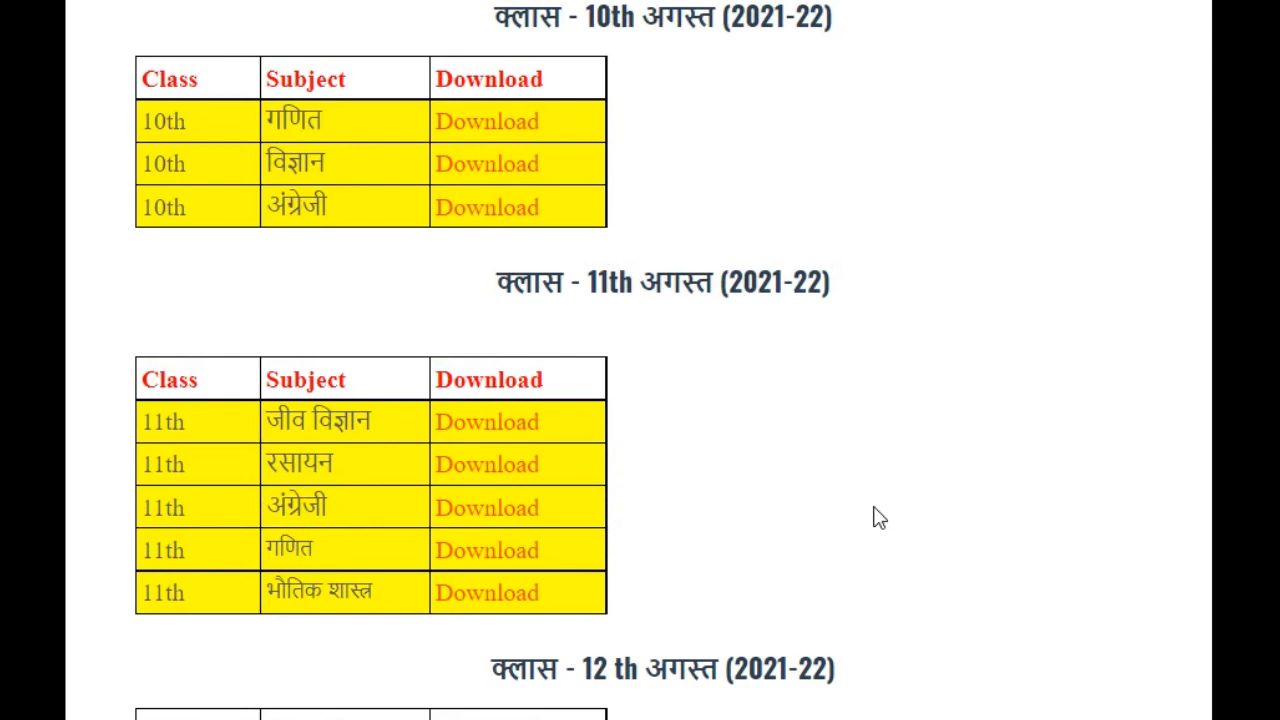 क्लास - 10th अगस्त (2021-22)
Class Subject Download
10th गणित Download
10th विज्ञान Download
10th अंग्रेजी Download
क्लास - 11th अगस्त (2021-22)
Class Subject Download
11th जीव विज्ञान Download
11th रसायन Download
11th अंग्रेजी Download
11th गणित Download
11th भौतिक शास्त्र Download
क्लास - 12 th अगस्त (2021-22)